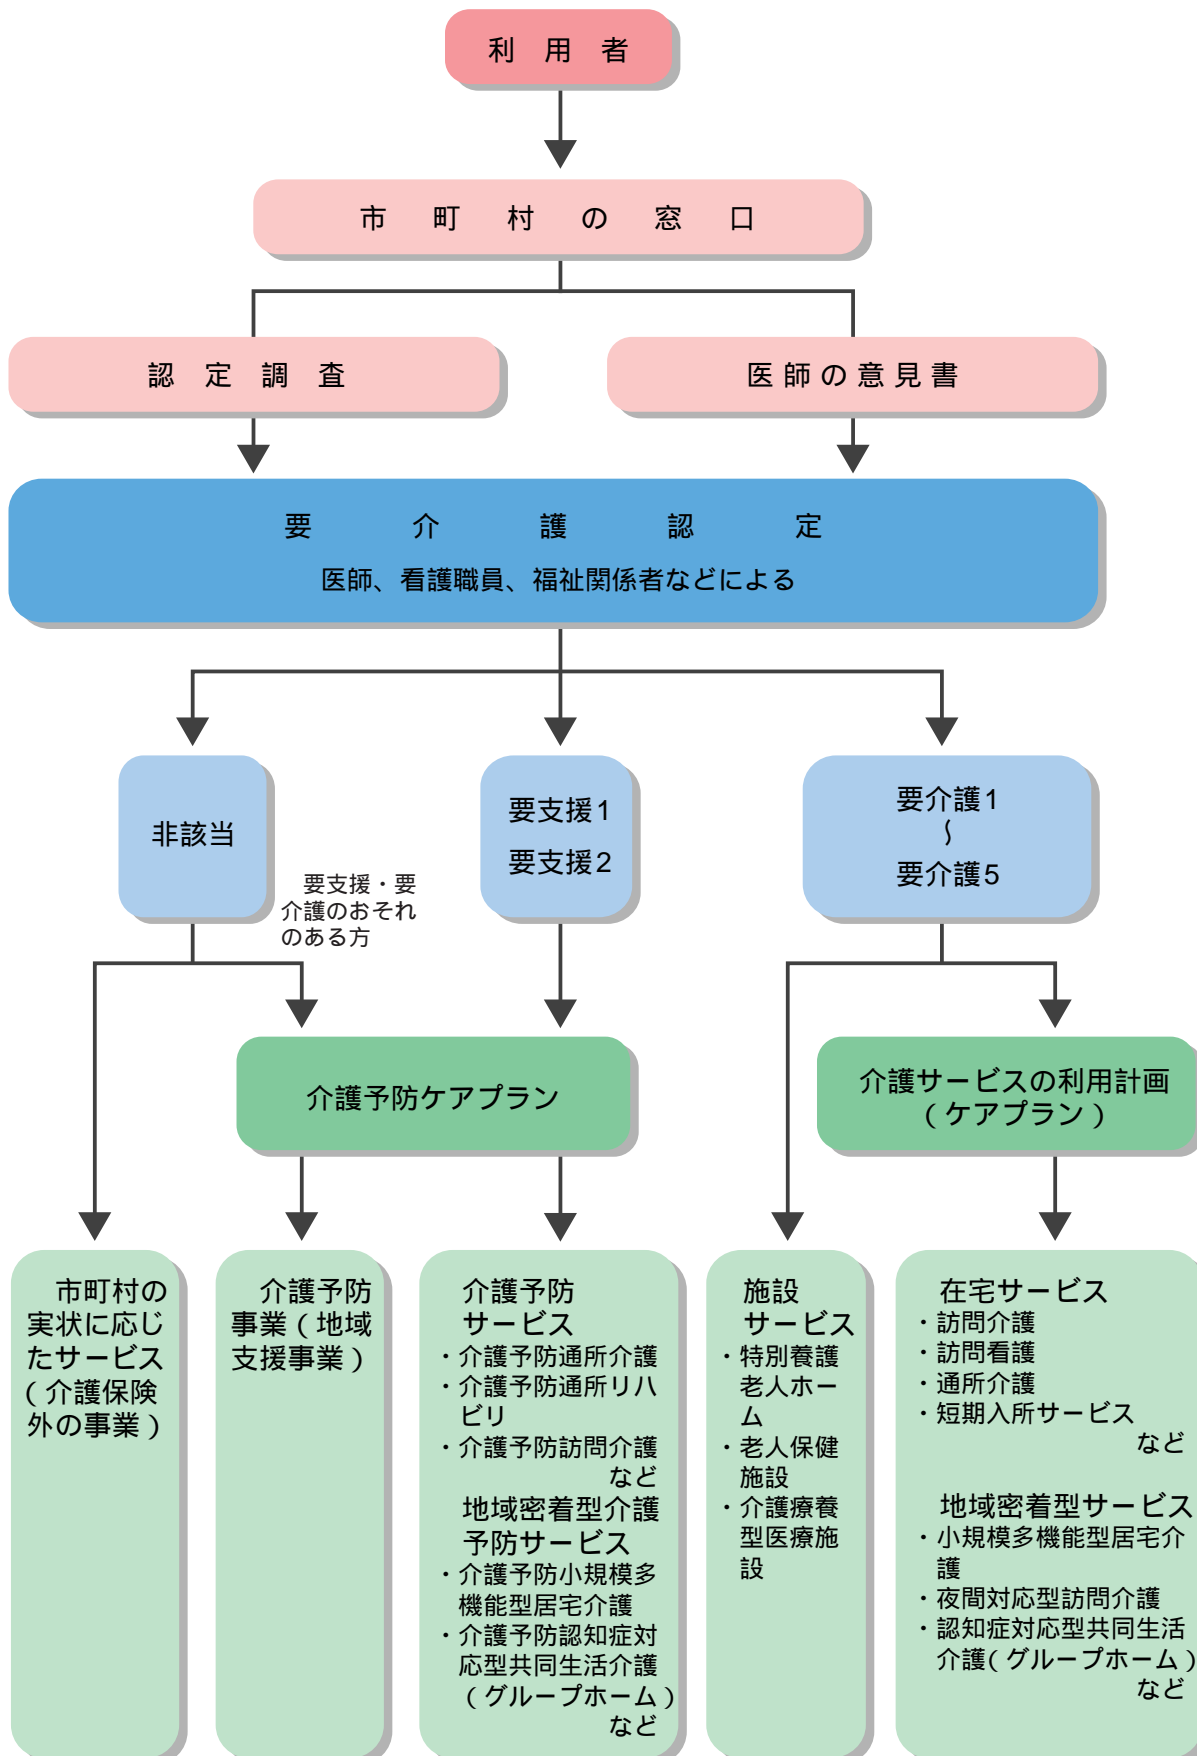 利用者
市町村の窓口
認定調査
医師の意見書
要介護認定
医師、看護職員、福祉関係者などによる
非該当
要支援・要
介護のおそれ
のある方
要支援1
要支援2
要介護1
〜
要介護5
介護予防ケアプラン
介護サービスの利用計画
(ケアプラン)
市町村の
実状に応じ
たサービス
(介護保険
外の事業)
介護予防
事業(地域
支援事業)
介護予防
サービス
・介護予防通所介護
・介護予防通所リハ
ビリ
・介護予防訪問介護
など
地域密着型介護
予防サービス
・介護予防小規模多
機能型居宅介護
・介護予防認知症対
応型共同生活介護
(グループホーム)
など
施設
サービス
・特別養護
老人ホー
ム
・老人保健
施設
・介護療養
型医療施
設
在宅サービス
・訪問介護
・訪問看護
・通所介護
・短期入所サービス
など
地域密着型サービス
・小規模多機能型居宅介
護
・夜間対応型訪問介護
・認知症対応型共同生活
介護(グループホーム)
など